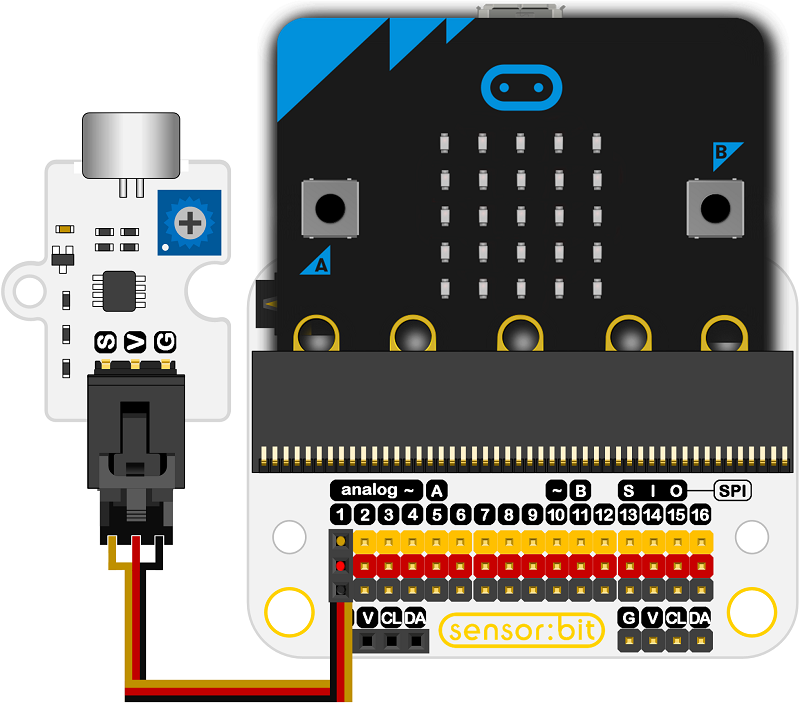 B
A
S V G
analog ~ A ~ B S I O SPI
1 2 3 4 5 6 7 8 9 10 11 12 13 14 15 16
V CL DA sensor:bit G V CL DA